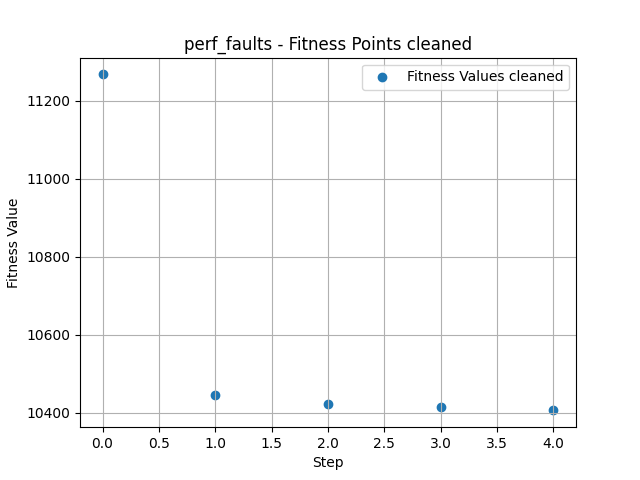 perf_faults - Fitness Points cleaned
Fitness Values cleaned
Fitness Value
11200
11000
10800
10600
10400
0.0 0.5 1.0 1.5 2.0 2.5 3.0 3.5 4.0
Step